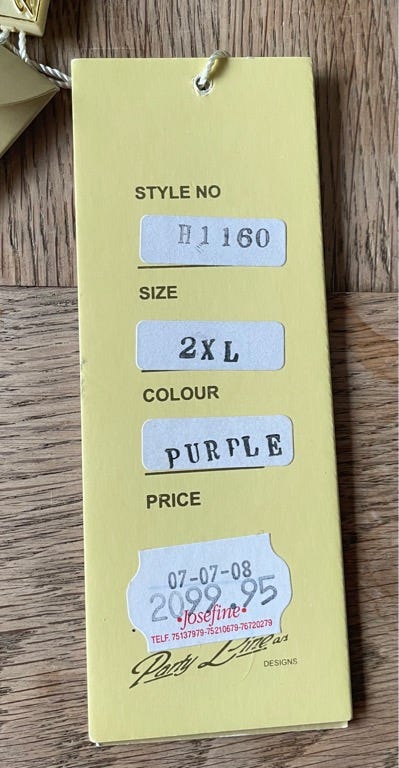 STYLE NO
H1160
SIZE
2XL
COLOUR
PURPLE
PRICE
07-07-08
2099.95
•Josefine•
TELF. 75137979-75210679-76720279
Party Line a/s
DESIGNS